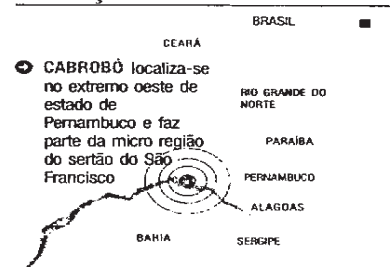 BRASIL
CEARÁ
CABROBÓ localiza-se
no extremo oeste de
estado de
Pernambuco e faz
parte da micro região
do sertão do São
Francisco
RIO GRANDE DO
NORTE
PARAÍBA
PERNAMBUCO
ALAGOAS
BAHIA
SERGIPE